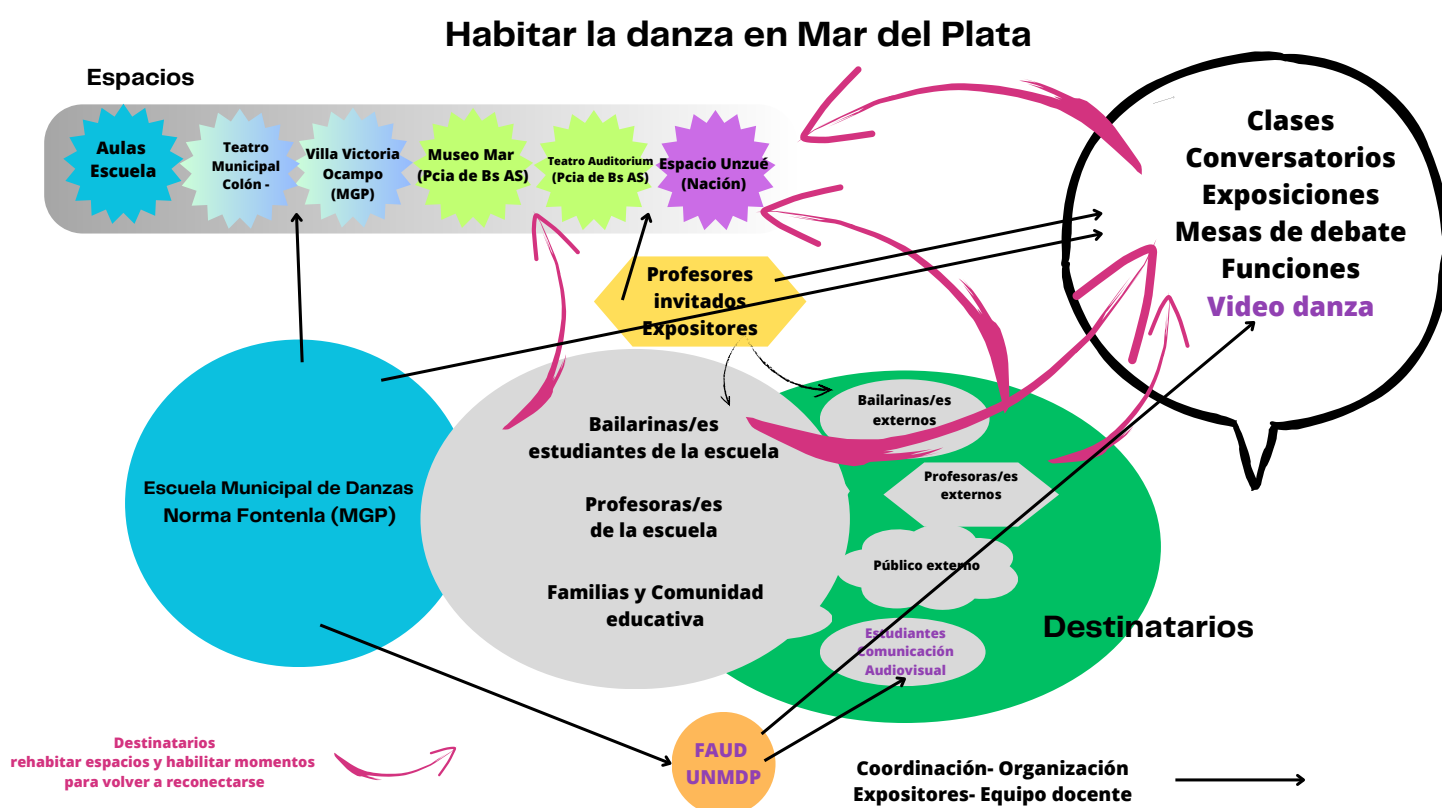 Habitar la danza en Mar del Plata
Espacios
Aulas
Escuela
Teatro
Municipal
Colón -
Villa Victoria
Ocampo
(MGP)
Museo Mar
(Pcia de Bs AS)
Teatro Auditorium
(Pcia de Bs AS)
Espacio Unzué
(Nación)
Clases
Conversatorios
Exposiciones
Mesas de debate
Funciones
Video danza
Profesores
invitados
Expositores
Escuela Municipal de Danzas
Norma Fontenla (MGP)
Bailarinas/es
estudiantes de la escuela
Profesoras/es
de la escuela
Familias y Comunidad
educativa
Bailarinas/es
externos
Profesoras/es
externos
Público externo
Estudiantes
Comunicación
Audiovisual
Destinatarios
FAUD
UNMDP
Destinatarios
rehabitar espacios y habilitar momentos
para volver a reconectarse
Coordinación- Organización
Expositores- Equipo docente